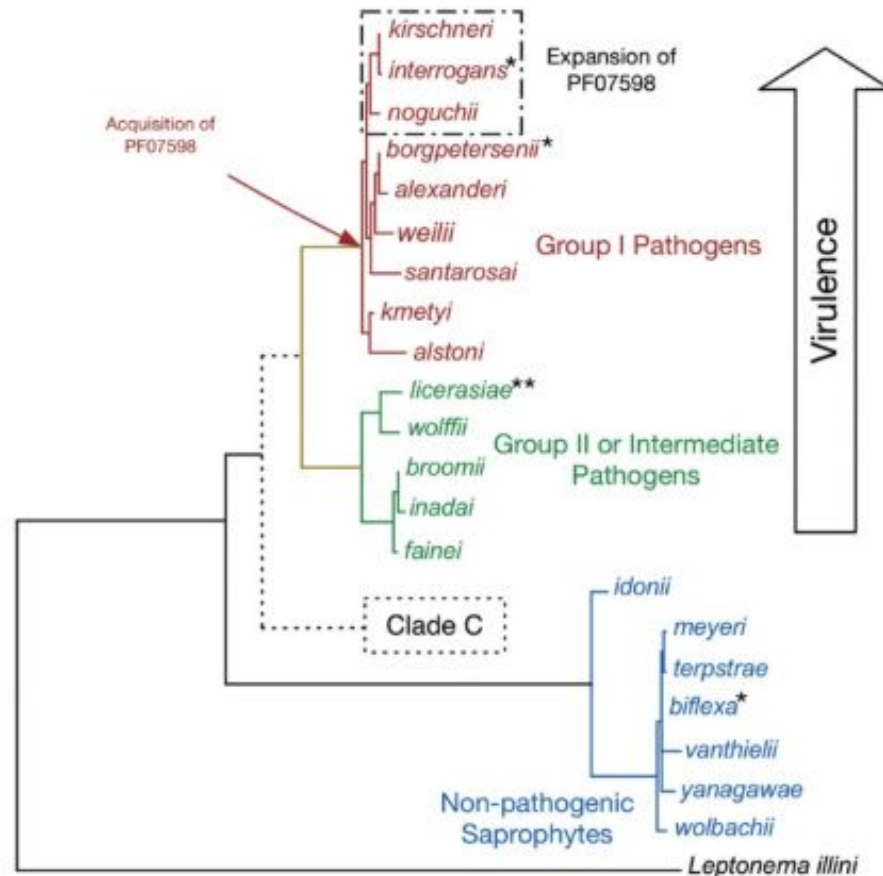 kirschneri
interrogans*
noguchii
Expansion of
PF07598
Acquisition of
PF07598
borgpetersenii*
alexanderi
weilii
santarosai
Group I Pathogens
kmetyi
alstoni
Virulence
licerasiae**
wolffii
Group II or Intermediate
Pathogens
broomii
inadai
fainei
Clade C
idonii
meyeri
terpstrae
biflexa*
vanthielii
yanagawae
wolbachii
Non-pathogenic
Saprophytes
Leptonema illini